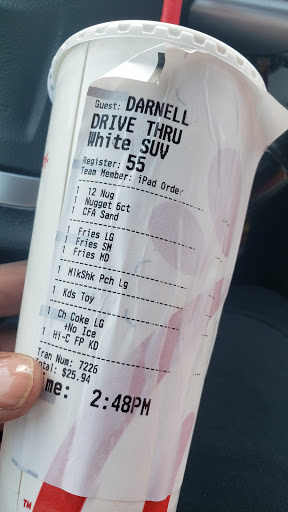 Guest: DARNELL
DRIVE THRU
White SUV
Register: 55
Team Member: iPad Order
1 12 Nug
1 Nugget 6ct
1 CFA Sand
1 Fries LG
1 Fries SM
1 Fries MD
1 MlkShk Pch Lg
1 Kds Toy
1 Ch Coke LG
+No Ice
1 Hi-C FP KD
Tran Num: 7226
tal: $25.94
me: 2:48PM
TM